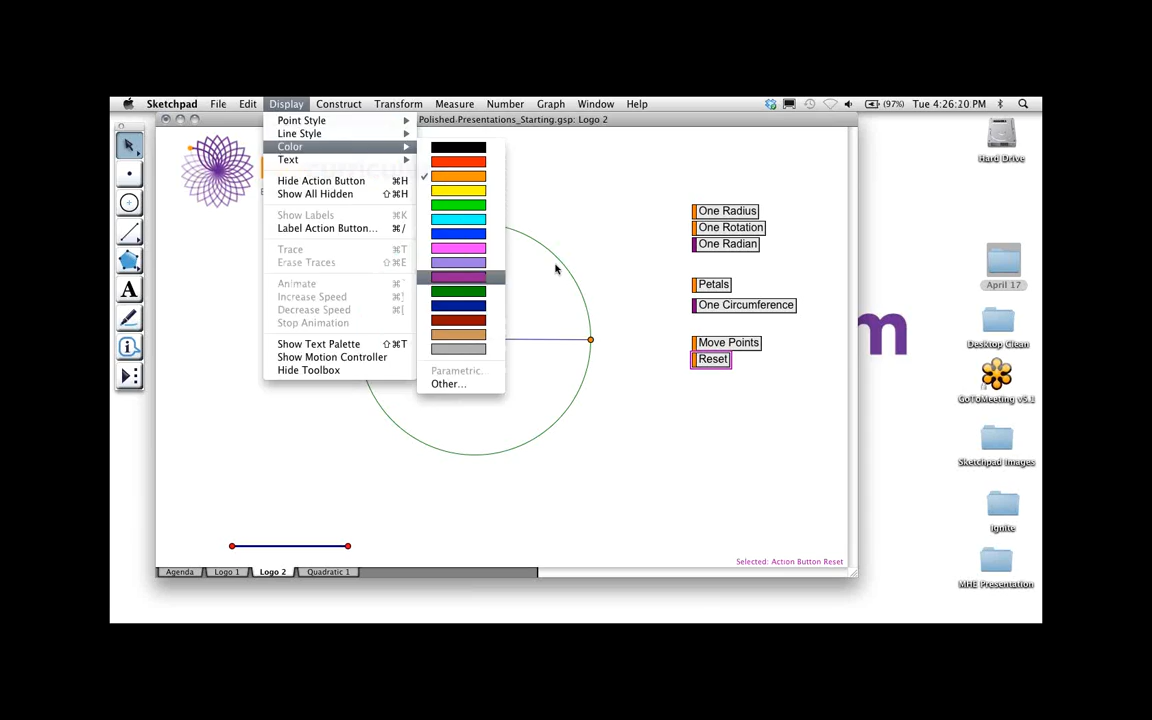 Sketchpad File Edit Display Construct Transform Measure Number Graph Window Help (97%) Tue 4:26:20 PM
Polished.Presentations_Starting.gsp: Logo 2
Point Style
Line Style
Color
Text
Hide Action Button ⌘H
Show All Hidden ⇧⌘H
Show Labels ⌘K
Label Action Button... ⌘/
Trace ⌘T
Erase Traces ⇧⌘E
Animate ⌘`
Increase Speed ⌘]
Decrease Speed ⌘[
Stop Animation
Show Text Palette ⇧⌘T
Show Motion Controller
Hide Toolbox
Parametric.
Other...
A
One Radius
One Rotation
One Radian
Petals
One Circumference
Move Points
Reset
m
Hard Drive
April 17
Desktop Clean
GoToMeeting v5.1
Sketchpad Images
Ignite
MHE Presentation
Selected: Action Button Reset
Agenda Logo 1 Logo 2 Quadratic 1